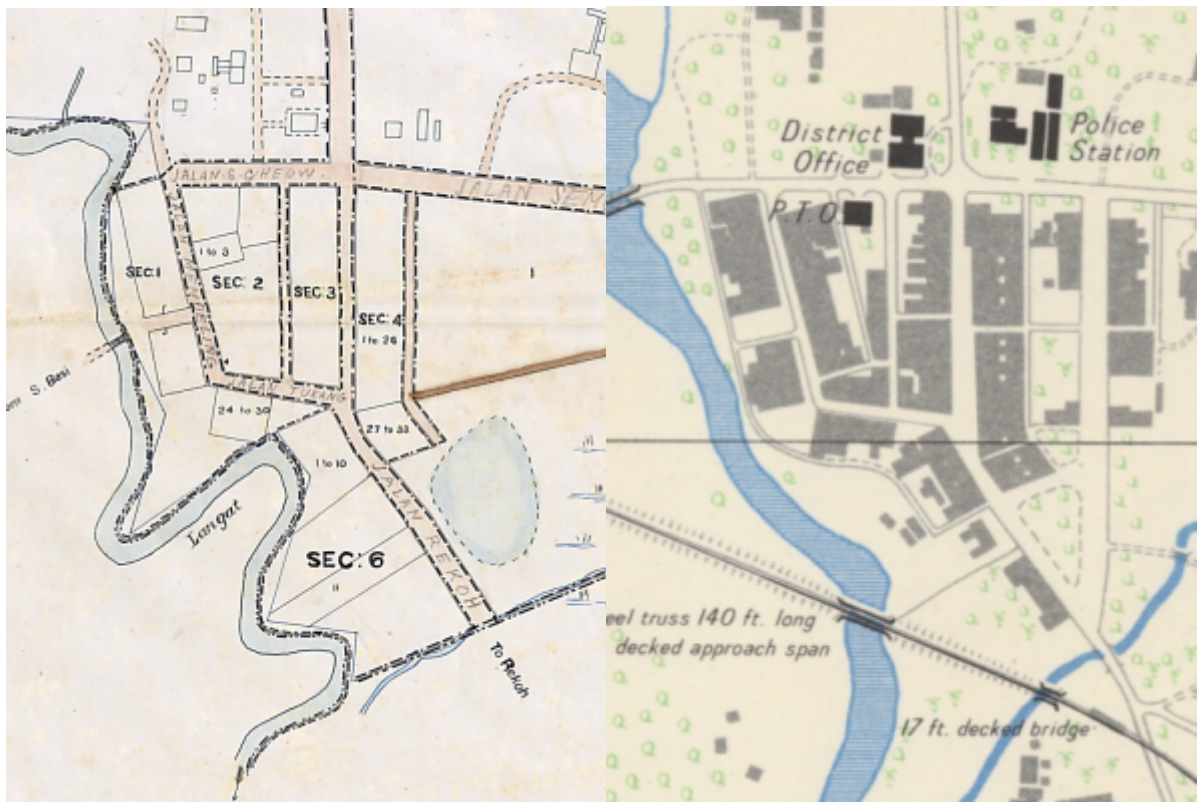 JALAN·G·CHEOW.
JALAN SEN
JALAN
1 to 3
SEC:1
SEC: 2
SEC:3
1
SEC:4
1 to 26
S. Besi
JALAN TUKANG
24 to 30
27 to 33
1 to 10
JALAN REKOH
Langat
SEC: 6
11
To Rekoh
District
Office
Police
Station
P.T.O.
eel truss 140 ft. long
decked approach span
17 ft. decked bridge